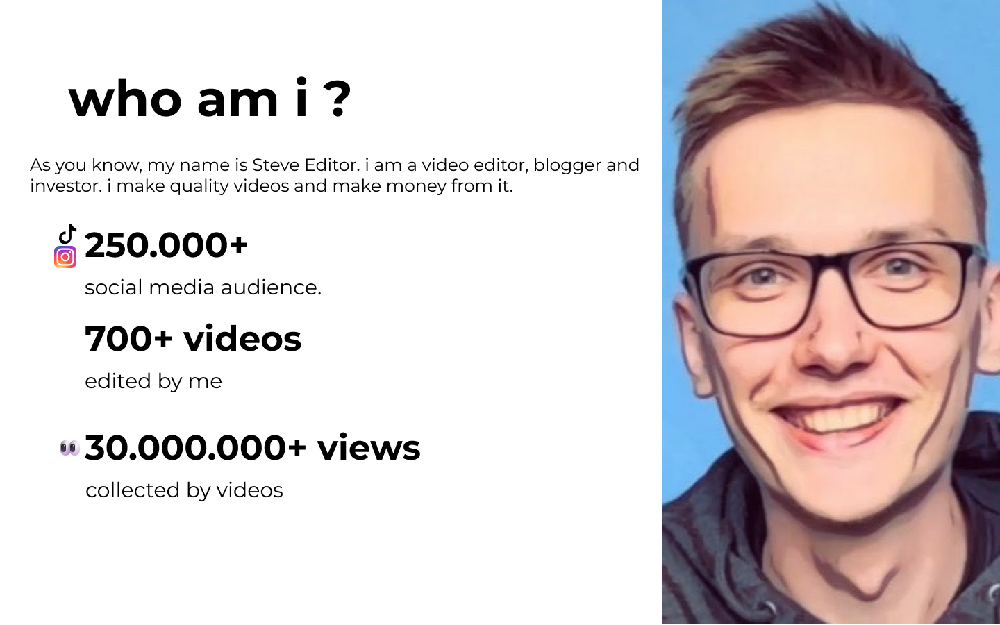 who am i ?
As you know, my name is Steve Editor. i am a video editor, blogger and
investor. i make quality videos and make money from it.
250.000+
social media audience.
700+ videos
edited by me
30.000.000+ views
collected by videos